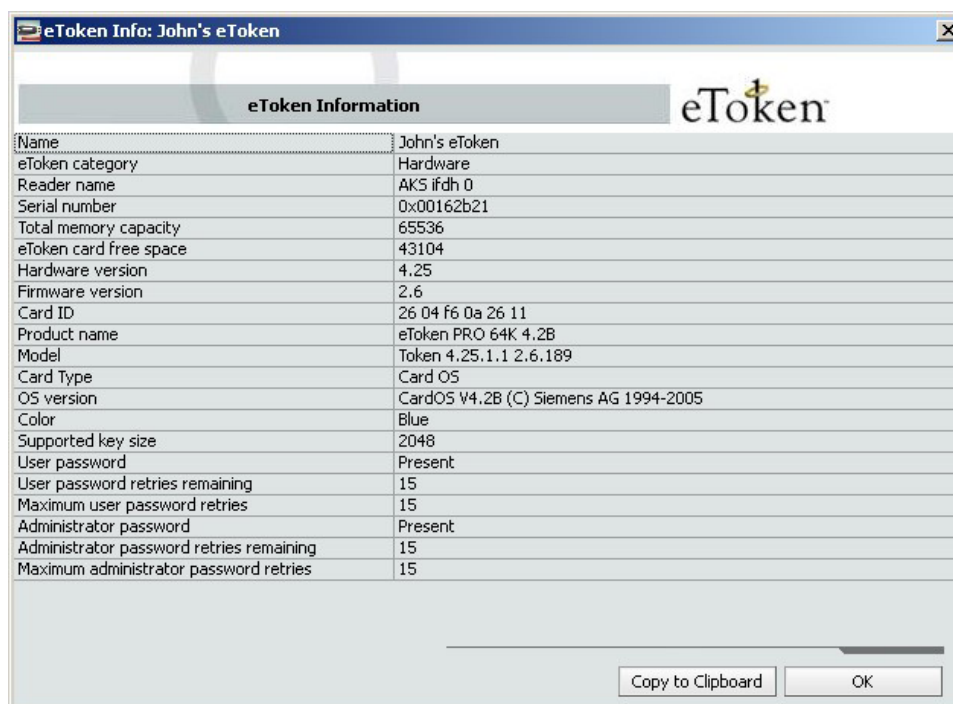 eToken Info: John's eToken
eToken Information
eToken
Name John's eToken
eToken category Hardware
Reader name AKS ifdh 0
Serial number 0x00162b21
Total memory capacity 65536
eToken card free space 43104
Hardware version 4.25
Firmware version 2.6
Card ID 26 04 f6 0a 26 11
Product name eToken PRO 64K 4.2B
Model Token 4.25.1.1 2.6.189
Card Type Card OS
OS version CardOS V4.2B (C) Siemens AG 1994-2005
Color Blue
Supported key size 2048
User password Present
User password retries remaining 15
Maximum user password retries 15
Administrator password Present
Administrator password retries remaining 15
Maximum administrator password retries 15
Copy to Clipboard OK